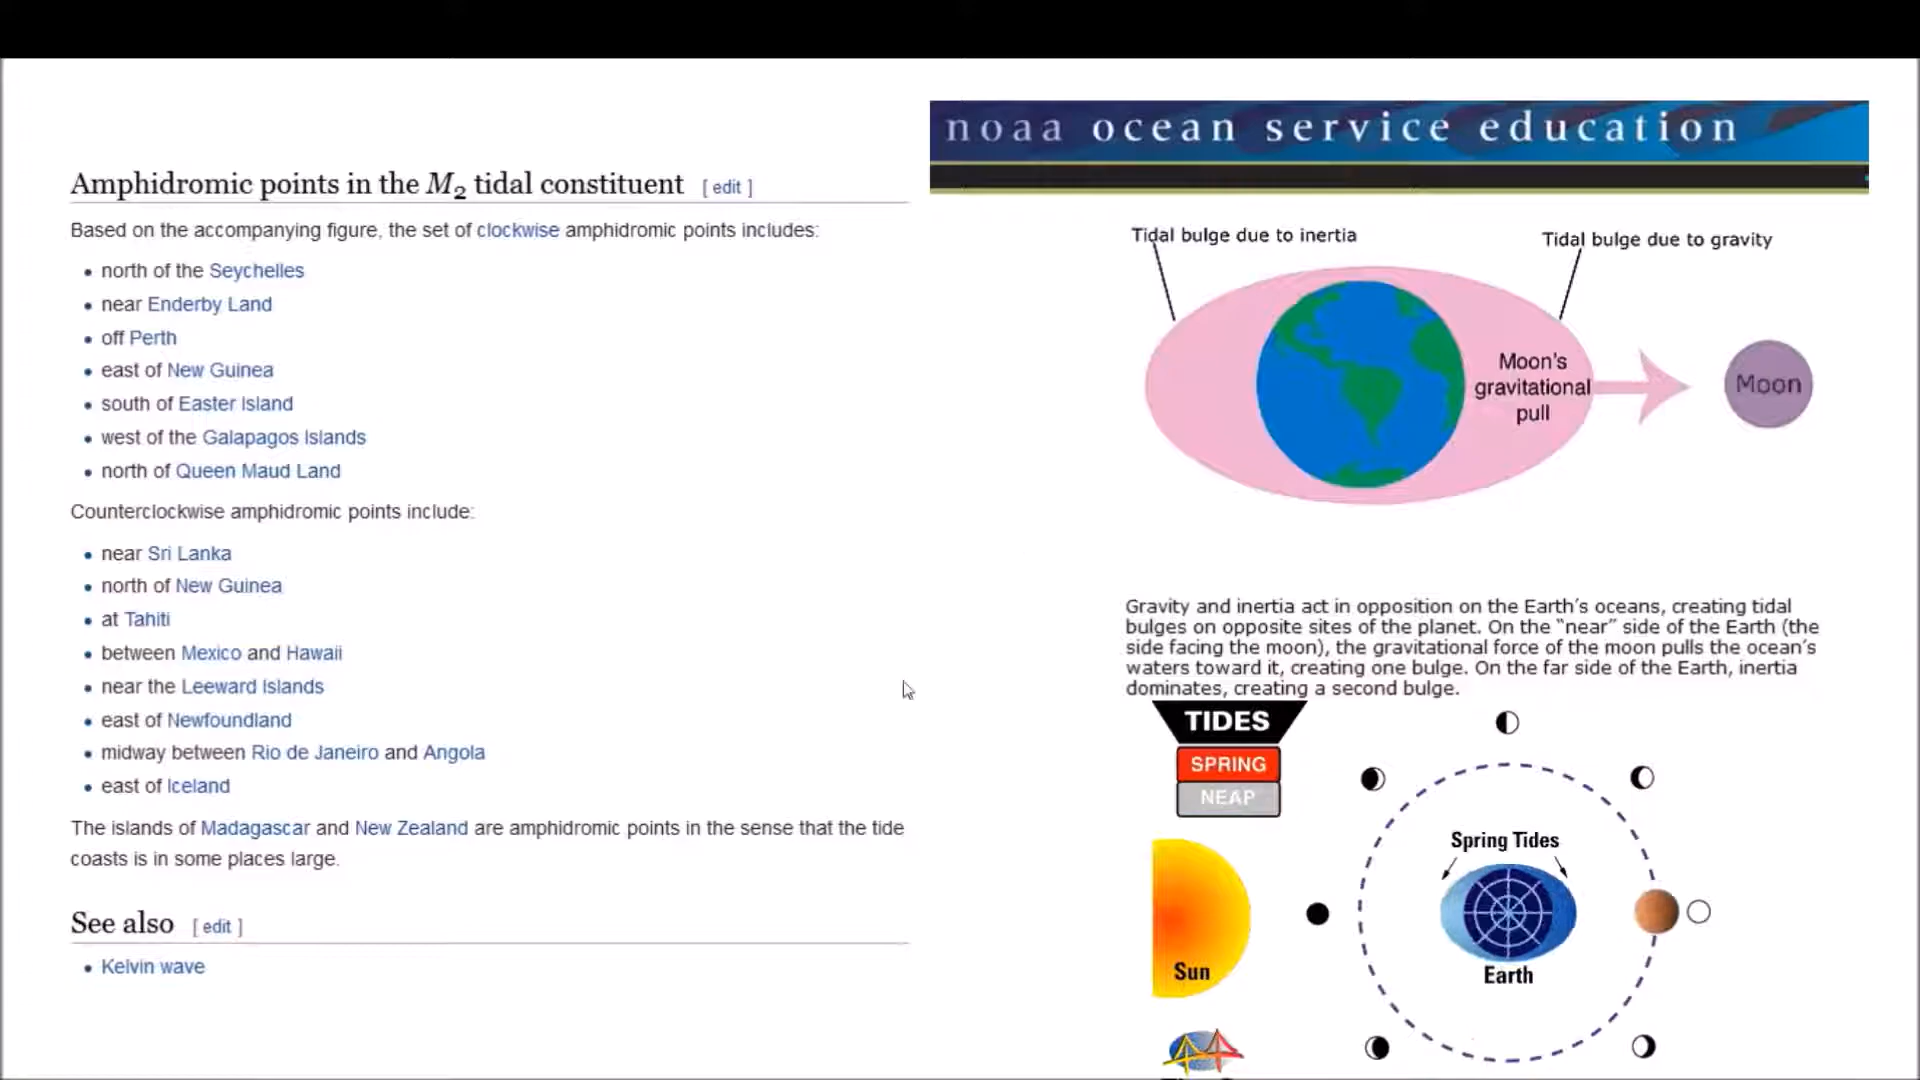 Amphidromic points in the M2 tidal constituent [ edit ]
Based on the accompanying figure, the set of clockwise amphidromic points includes:
north of the Seychelles
near Enderby Land
off Perth
east of New Guinea
south of Easter Island
west of the Galapagos Islands
north of Queen Maud Land
Counterclockwise amphidromic points include:
near Sri Lanka
north of New Guinea
at Tahiti
between Mexico and Hawaii
near the Leeward Islands
east of Newfoundland
midway between Rio de Janeiro and Angola
east of Iceland
The islands of Madagascar and New Zealand are amphidromic points in the sense that the tide
coasts is in some places large.
See also [ edit ]
Kelvin wave
noaa ocean service education
Tidal bulge due to inertia
Tidal bulge due to gravity
Moon's
gravitational
pull
Moon
Gravity and inertia act in opposition on the Earth's oceans, creating tidal
bulges on opposite sites of the planet. On the “near” side of the Earth (the
side facing the moon), the gravitational force of the moon pulls the ocean's
waters toward it, creating one bulge. On the far side of the Earth, inertia
dominates, creating a second bulge.
TIDES
SPRING
NEAP
Spring Tides
Sun
Earth